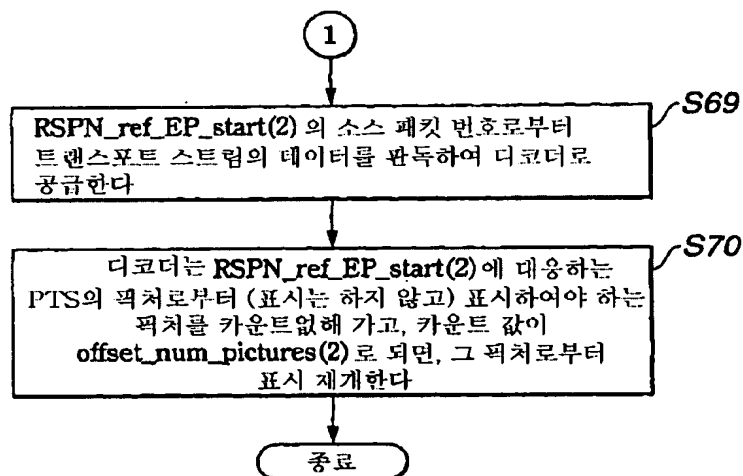 1
S69
RSPN_ref_EP_start(2) 의 소스 패킷 번호로부터
트랜스포트 스트림의 데이터를 판독하여 디코더로
공급한다
S70
디코더는 RSPN_ref_EP_start(2) 에 대응하는
PTS의 픽처로부터 (표시는 하지 않고) 표시하여야 하는
픽처를 카운트업해 가고, 카운트 값이
offset_num_pictures(2) 로 되면, 그 픽처로부터
표시 재개한다
종료